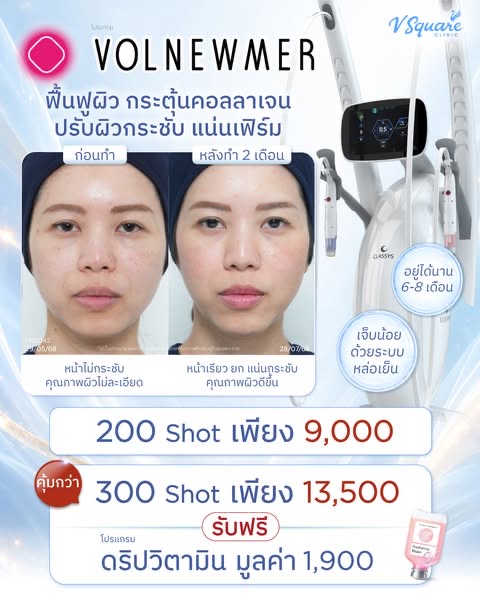 โปรแกรม
VOLNEWMER
V Square
CLINIC
ฟื้นฟูผิว กระตุ้นคอลลาเจน
ปรับผิวกระชับ แน่นเฟิร์ม
ก่อนทำ
หลังทำ 2 เดือน
0.5
CLASSYS
อยู่ได้นาน
6-8 เดือน
เจ็บน้อย
ด้วยระบบ
หล่อเย็น
หน้าไม่กระชับ
คุณภาพผิวไม่ละเอียด
หน้าเรียว ยก แน่นกระชับ
คุณภาพผิวดีขึ้น
200 Shot เพียง 9,000
คุ้มกว่า
300 Shot เพียง 13,500
รับฟรี
โปรแกรม
ดริปวิตามิน มูลค่า 1,900